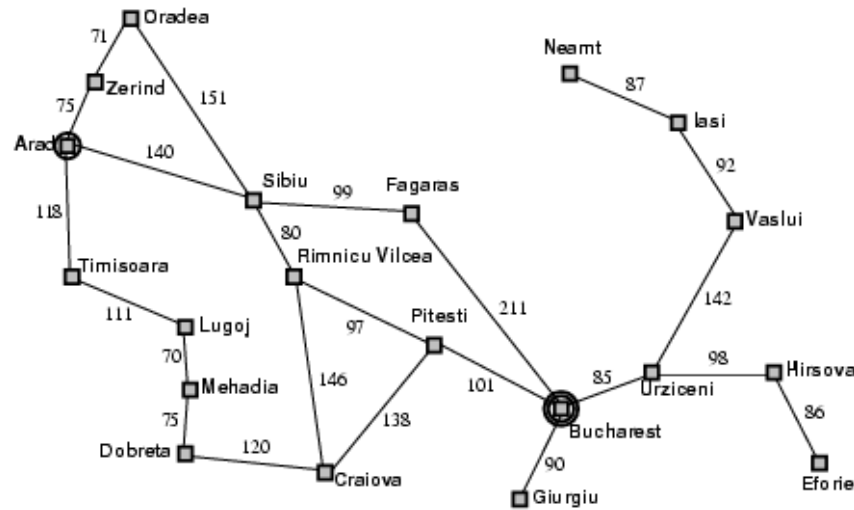 Oradea
71
Neamt
Zerind
87
75
151
Iasi
Arad
140
92
Sibiu
99
Fagaras
118
80
Vaslui
Timisoara
Rimnicu Vilcea
111
Lugoj
97
Pitesti
211
142
70
Mehadia
146
101
85
98
Hirsova
Urziceni
75
138
86
Dobreta
120
Bucharest
Craiova
90
Eforie
Giurgiu